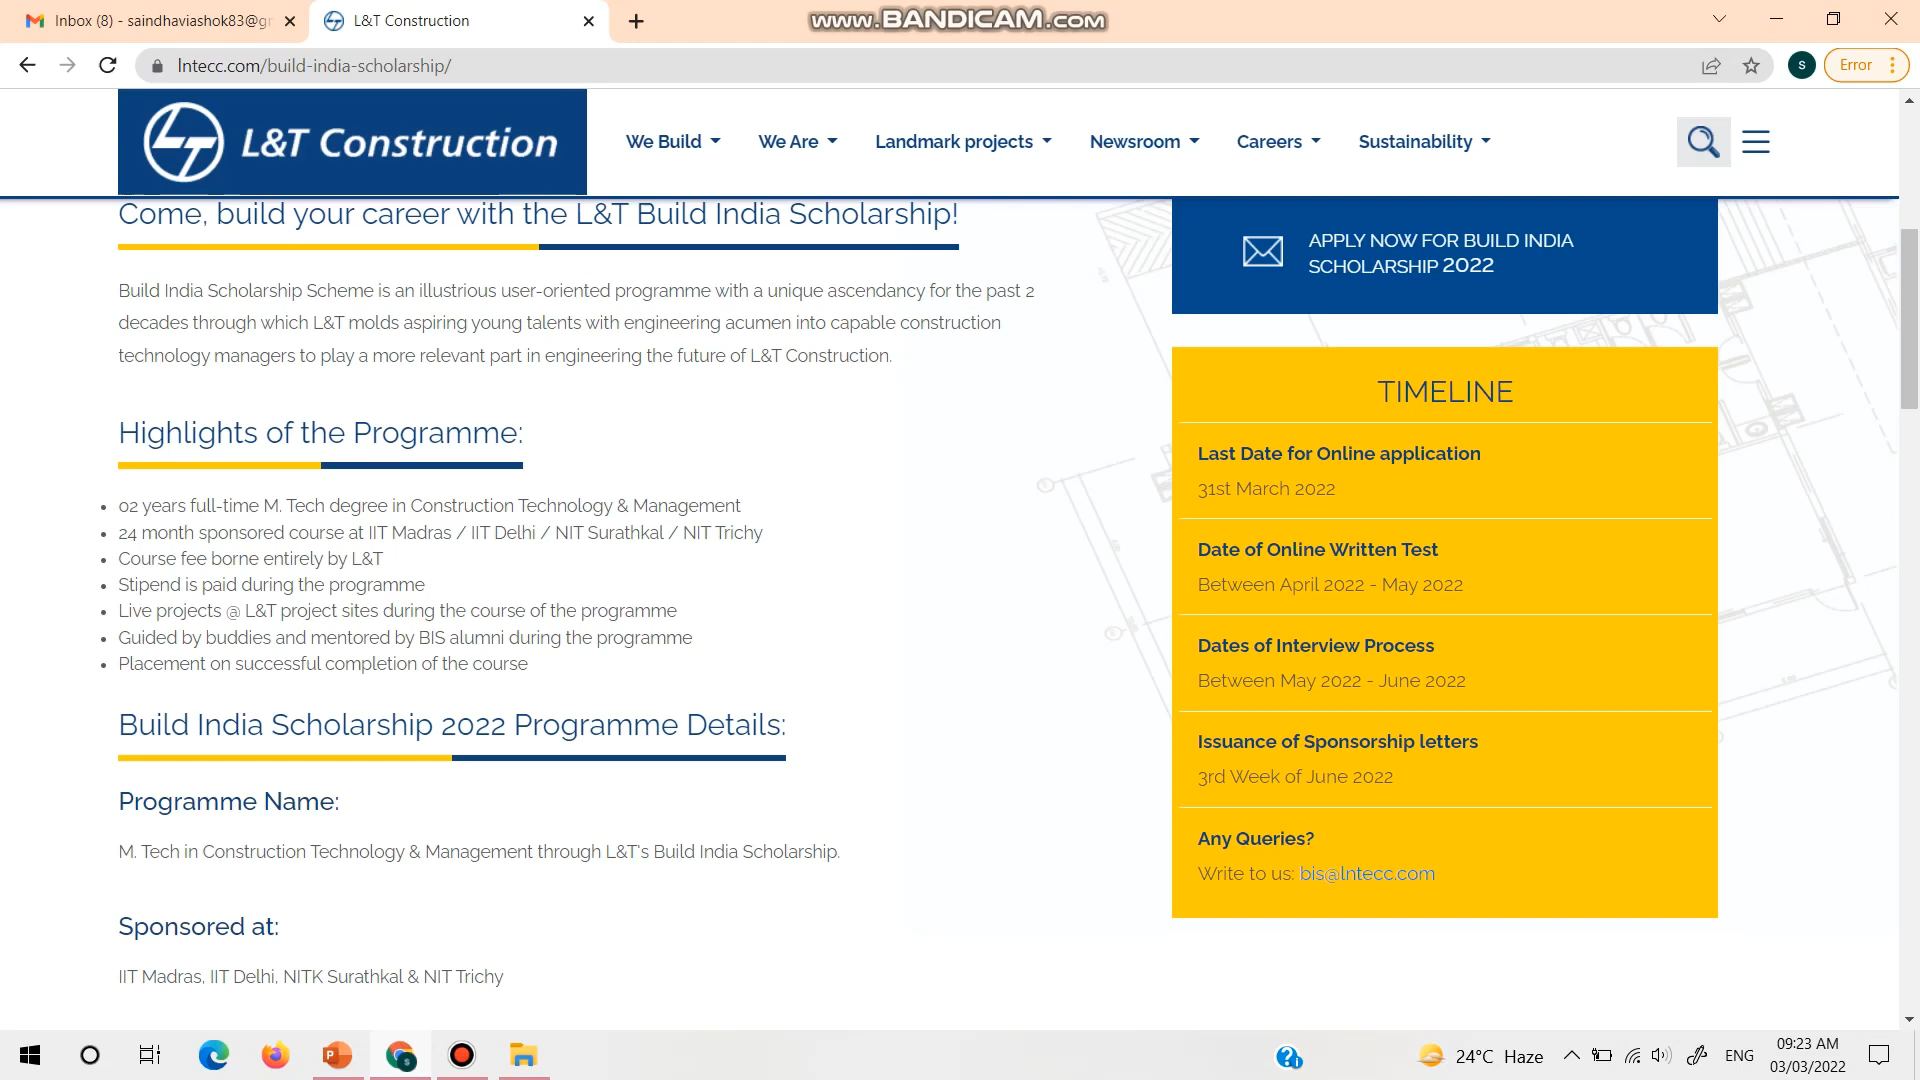 Inbox (8) - saindhaviashok83@gr
L&T Construction
www.BANDICAM.com
lntecc.com/build-india-scholarship/
s
Error
L&T Construction
We Build
We Are
Landmark projects
Newsroom
Careers
Sustainability
Come, build your career with the L&T Build India Scholarship!
Build India Scholarship Scheme is an illustrious user-oriented programme with a unique ascendancy for the past 2
decades through which L&T molds aspiring young talents with engineering acumen into capable construction
technology managers to play a more relevant part in engineering the future of L&T Construction.
Highlights of the Programme:
02 years full-time M. Tech degree in Construction Technology & Management
24 month sponsored course at IIT Madras / IIT Delhi / NIT Surathkal / NIT Trichy
Course fee borne entirely by L&T
Stipend is paid during the programme
Live projects @ L&T project sites during the course of the programme
Guided by buddies and mentored by BIS alumni during the programme
Placement on successful completion of the course
Build India Scholarship 2022 Programme Details:
Programme Name:
M. Tech in Construction Technology & Management through L&T's Build India Scholarship.
Sponsored at:
IIT Madras, IIT Delhi, NITK Surathkal & NIT Trichy
APPLY NOW FOR BUILD INDIA
SCHOLARSHIP 2022
TIMELINE
Last Date for Online application
31st March 2022
Date of Online Written Test
Between April 2022 - May 2022
Dates of Interview Process
Between May 2022 - June 2022
Issuance of Sponsorship letters
3rd Week of June 2022
Any Queries?
Write to us: bis@lntecc.com
24°C Haze
ENG
09:23 AM
03/03/2022